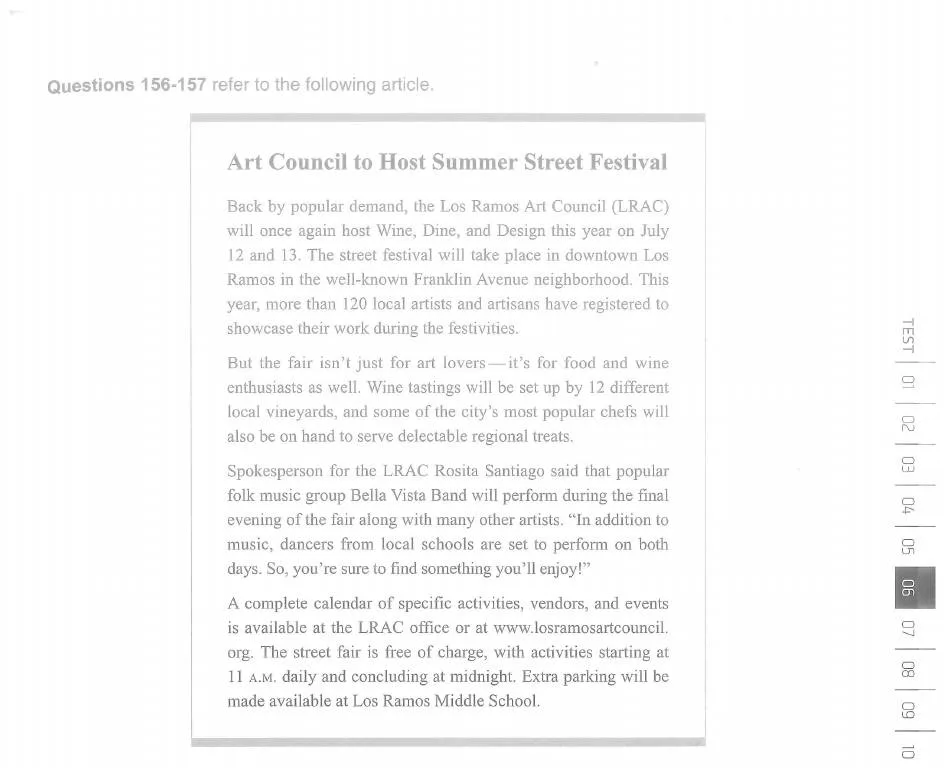 Questions 156-157 refer to the following article.
Art Council to Host Summer Street Festival
Back by popular demand, the Los Ramos Art Council (LRAC)
will once again host Wine, Dine, and Design this year on July
12 and 13. The street festival will take place in downtown Los
Ramos in the well-known Franklin Avenue neighborhood. This
year, more than 120 local artists and artisans have registered to
showcase their work during the festivities.
But the fair isn't just for art lovers—it's for food and wine
enthusiasts as well. Wine tastings will be set up by 12 different
local vineyards, and some of the city's most popular chefs will
also be on hand to serve delectable regional treats.
Spokesperson for the LRAC Rosita Santiago said that popular
folk music group Bella Vista Band will perform during the final
evening of the fair along with many other artists. “In addition to
music, dancers from local schools are set to perform on both
days. So, you're sure to find something you'll enjoy!”
A complete calendar of specific activities, vendors, and events
is available at the LRAC office or at www.losramosartcouncil.
org. The street fair is free of charge, with activities starting at
11 A.M. daily and concluding at midnight. Extra parking will be
made available at Los Ramos Middle School.
TEST
01
02
03
04
05
06
07
08
09
10